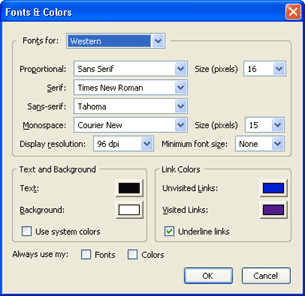 Fonts & Colors
Fonts for: Western
Proportional: Sans Serif Size (pixels) 16
Serif: Times New Roman
Sans-serif: Tahoma
Monospace: Courier New Size (pixels) 15
Display resolution: 96 dpi Minimum font size: None
Text and Background Link Colors
Text: Unvisited Links:
Background: Visited Links:
Use system colors Underline links
Always use my: Fonts Colors
OK Cancel